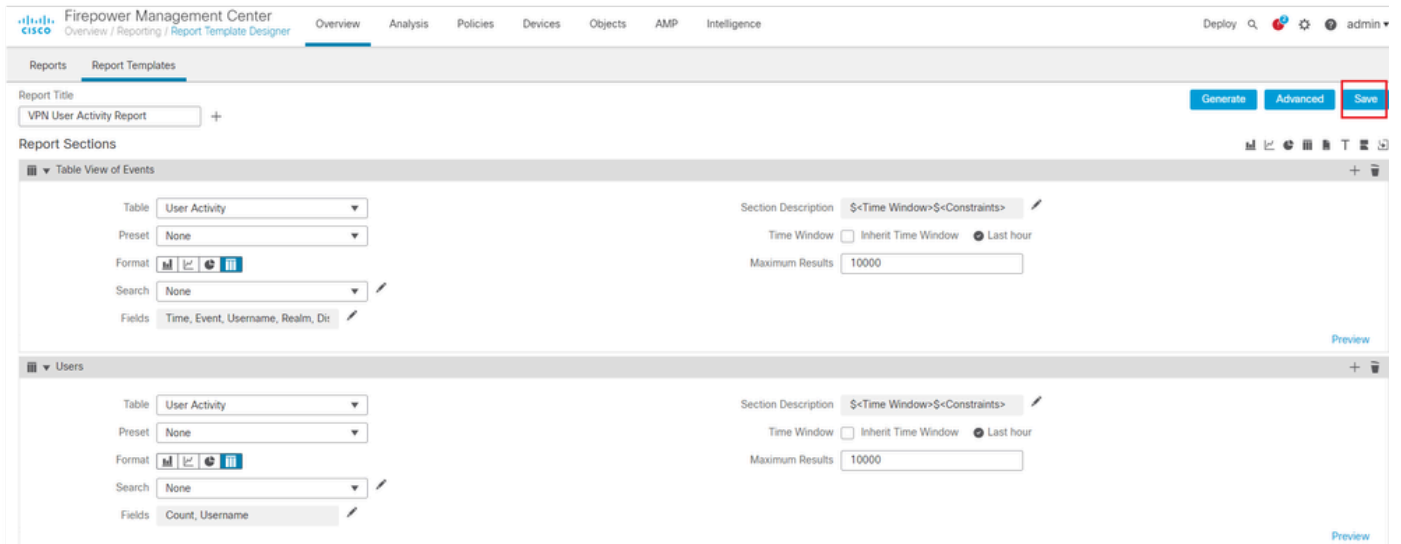 Firepower Management Center
CISCO Overview / Reporting / Report Template Designer
Overview Analysis Policies Devices Objects AMP Intelligence
Deploy 2 admin
Reports Report Templates
Report Title
VPN User Activity Report
Generate Advanced Save
Report Sections
Table View of Events
Table User Activity
Section Description $<Time Window>$<Constraints>
Preset None
Time Window Inherit Time Window Last hour
Format
Maximum Results 10000
Search None
Fields Time, Event, Username, Realm, Dis
Preview
Users
Table User Activity
Section Description $<Time Window>$<Constraints>
Preset None
Time Window Inherit Time Window Last hour
Format
Maximum Results 10000
Search None
Fields Count, Username
Preview